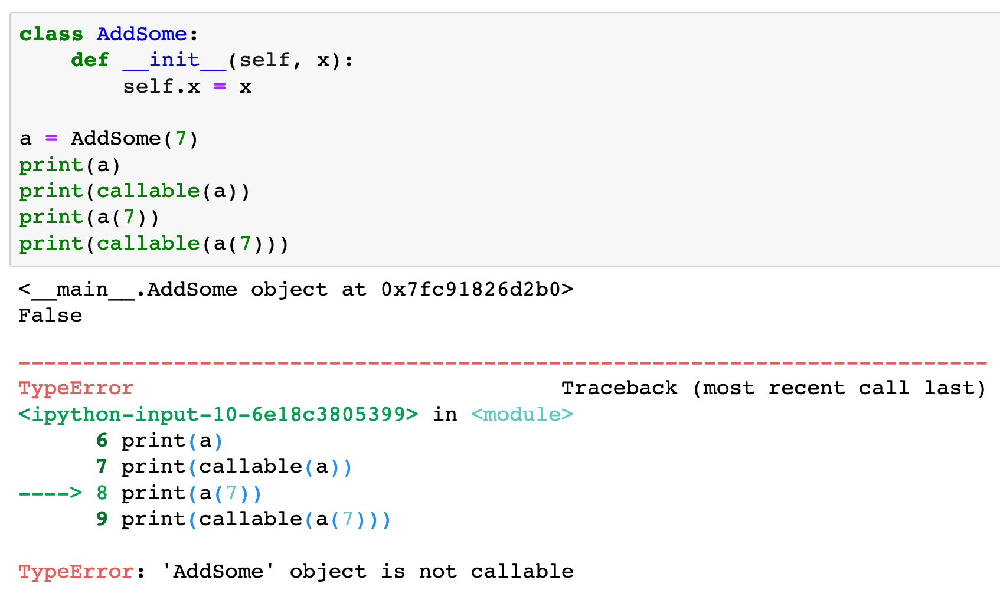 class AddSome:
    def __init__(self, x):
        self.x = x

a = AddSome(7)
print(a)
print(callable(a))
print(a(7))
print(callable(a(7)))
<__main__.AddSome object at 0x7fc91826d2b0>
False
---------------------------------------------------------------------------
TypeError                                 Traceback (most recent call last)
<ipython-input-10-6e18c3805399> in <module>
      6 print(a)
      7 print(callable(a))
----> 8 print(a(7))
      9 print(callable(a(7)))

TypeError: 'AddSome' object is not callable